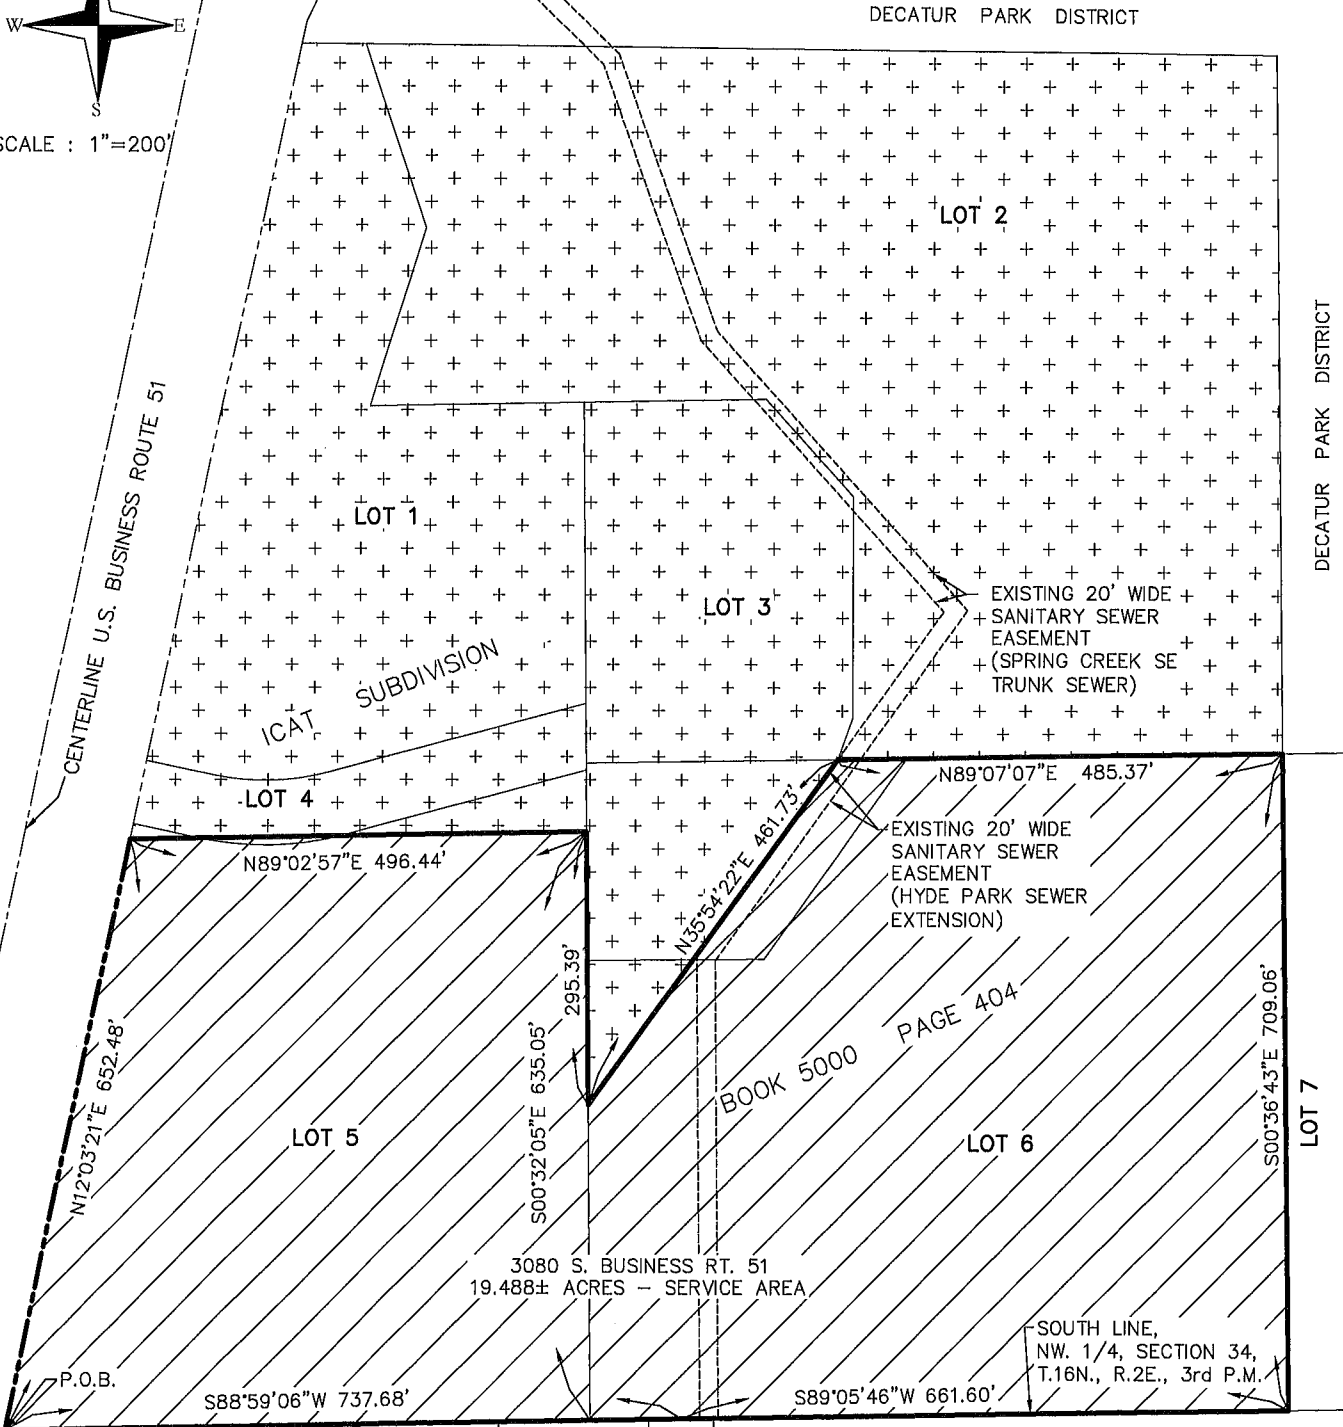 DECATUR PARK DISTRICT
W E
S
SCALE : 1"=200'
LOT 2
DECATUR PARK DISTRICT
CENTERLINE U.S. BUSINESS ROUTE 51
LOT 1
LOT 3
EXISTING 20' WIDE
SANITARY SEWER
EASEMENT
(SPRING CREEK SE
TRUNK SEWER)
ICAT SUBDIVISION
LOT 4
N89°07'07"E 485.37'
N89°02'57"E 496.44'
N35°54'22"E 461.73'
EXISTING 20' WIDE
SANITARY SEWER
EASEMENT
(HYDE PARK SEWER
EXTENSION)
295.39'
S00°32'05"E 635.05'
BOOK 5000 PAGE 404
N12°03'21"E 652.48'
S00°36'43"E 709.06'
LOT 5
LOT 6
LOT 7
3080 S. BUSINESS RT. 51
19.488± ACRES – SERVICE AREA
SOUTH LINE,
NW. 1/4, SECTION 34,
T.16N., R.2E., 3rd P.M.
P.O.B.
S88°59'06"W 737.68'
S89°05'46"W 661.60'